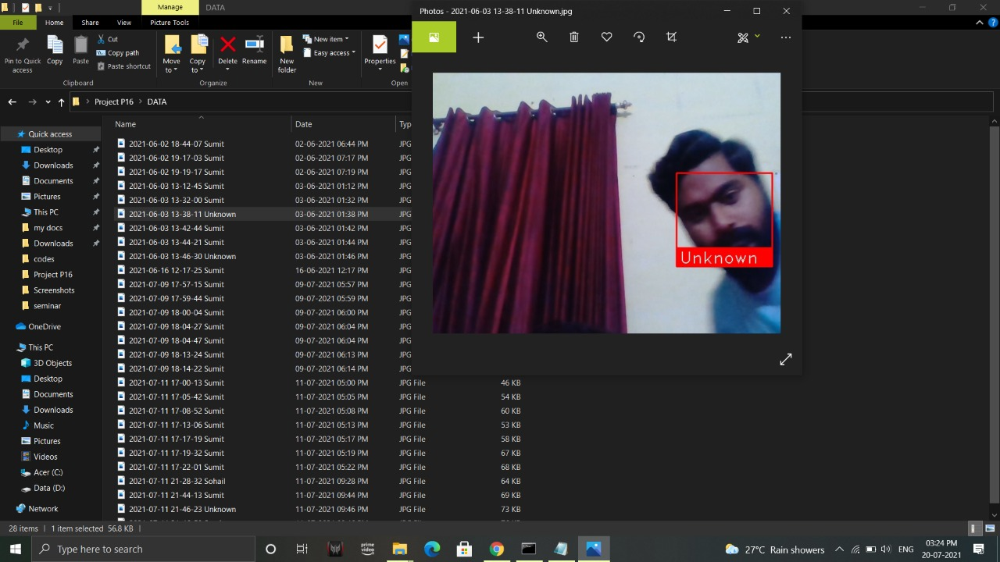 Manage
DATA
File
Home
Share
View
Picture Tools
Pin to Quick access
Copy
Paste
Cut
Copy path
Paste shortcut
Clipboard
Move to
Copy to
Delete
Rename
Organize
New folder
New item
Easy access
New
Properties
Open
Project P16 > DATA
Quick access
Desktop
Downloads
Documents
Pictures
This PC
my docs
Downloads
codes
Project P16
Screenshots
seminar
OneDrive
This PC
3D Objects
Desktop
Documents
Downloads
Music
Pictures
Videos
Acer (C:)
Data (D:)
Network
Name Date Typ
2021-06-02 18-44-07 Sumit 02-06-2021 06:44 PM JPG
2021-06-02 19-17-03 Sumit 02-06-2021 07:17 PM JPG
2021-06-02 19-19-17 Sumit 02-06-2021 07:19 PM JPG
2021-06-03 13-12-45 Sumit 03-06-2021 01:12 PM JPG
2021-06-03 13-32-00 Sumit 03-06-2021 01:32 PM JPG
2021-06-03 13-38-11 Unknown 03-06-2021 01:38 PM JPG
2021-06-03 13-42-44 Sumit 03-06-2021 01:42 PM JPG
2021-06-03 13-44-21 Sumit 03-06-2021 01:44 PM JPG
2021-06-03 13-46-30 Unknown 03-06-2021 01:46 PM JPG
2021-06-16 12-17-25 Sumit 16-06-2021 12:17 PM JPG
2021-07-09 17-57-15 Sumit 09-07-2021 05:57 PM JPG
2021-07-09 17-59-44 Sumit 09-07-2021 05:59 PM JPG
2021-07-09 18-00-04 Sumit 09-07-2021 06:00 PM JPG
2021-07-09 18-04-27 Sumit 09-07-2021 06:04 PM JPG
2021-07-09 18-04-47 Sumit 09-07-2021 06:04 PM JPG
2021-07-09 18-13-24 Sumit 09-07-2021 06:13 PM JPG
2021-07-09 18-14-22 Sumit 09-07-2021 06:14 PM JPG
2021-07-11 17-00-13 Sumit 11-07-2021 05:00 PM JPG File 46 KB
2021-07-11 17-05-42 Sumit 11-07-2021 05:05 PM JPG File 54 KB
2021-07-11 17-08-52 Sumit 11-07-2021 05:08 PM JPG File 60 KB
2021-07-11 17-13-06 Sumit 11-07-2021 05:13 PM JPG File 53 KB
2021-07-11 17-17-19 Sumit 11-07-2021 05:17 PM JPG File 58 KB
2021-07-11 17-19-32 Sumit 11-07-2021 05:19 PM JPG File 67 KB
2021-07-11 17-22-01 Sumit 11-07-2021 05:22 PM JPG File 68 KB
2021-07-11 21-28-32 Sohail 11-07-2021 09:28 PM JPG File 64 KB
2021-07-11 21-44-13 Sumit 11-07-2021 09:44 PM JPG File 69 KB
2021-07-11 21-46-23 Unknown 11-07-2021 09:46 PM JPG File 73 KB
Photos - 2021-06-03 13-38-11 Unknown.jpg
Unknown
28 items | 1 item selected 56.8 KB |
Type here to search
prime video
27°C Rain showers
ENG
03:24 PM
20-07-2021